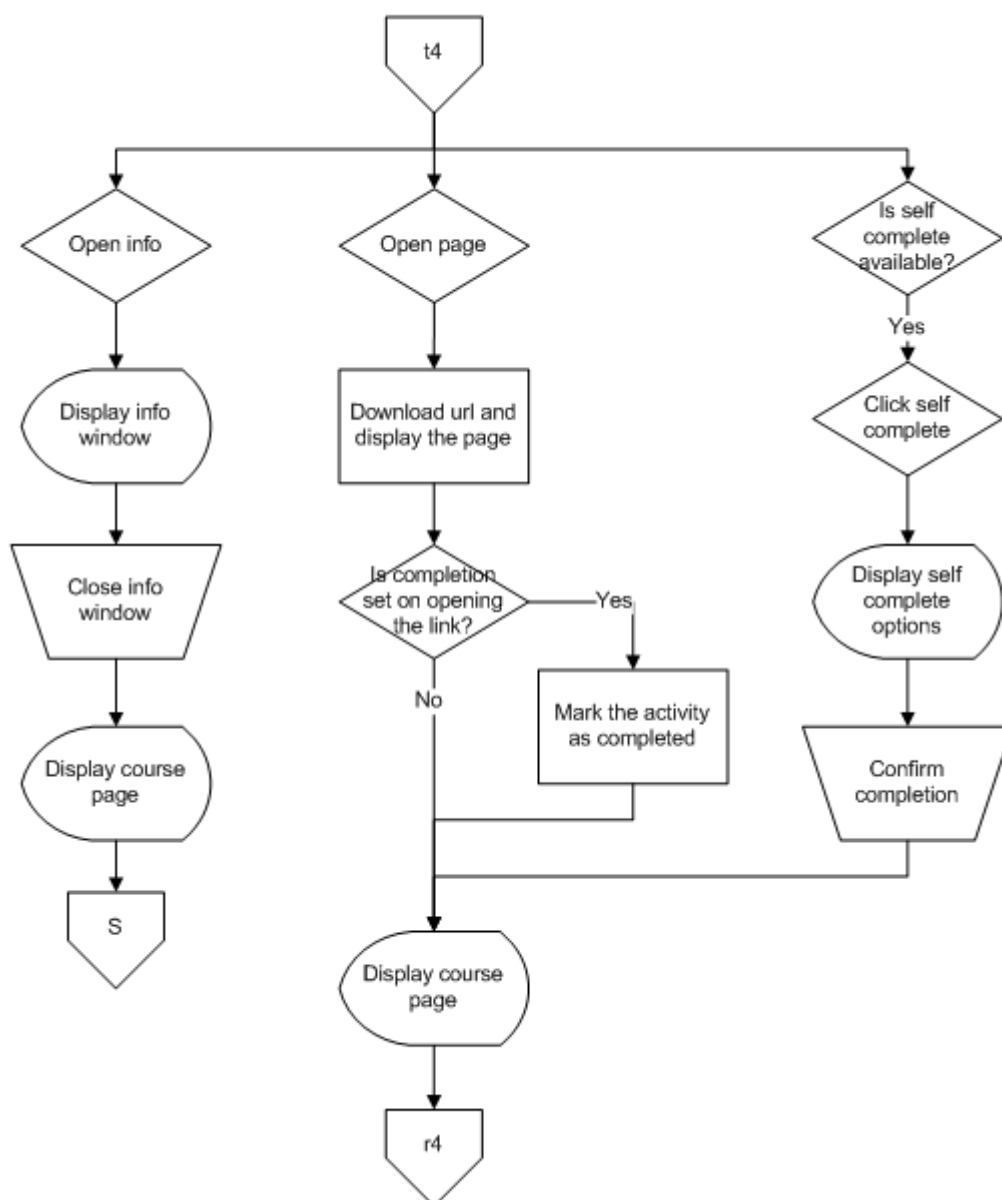 t4
Open info
Open page
Is self
complete
available?
Yes
Display info
window
Download url and
display the page
Click self
complete
Close info
window
Is completion
set on opening
the link?
Yes
No
Display self
complete
options
Mark the activity
as completed
Display course
page
Confirm
completion
S
Display course
page
r4